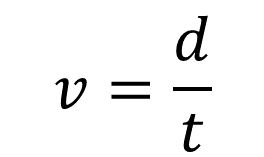 v = d/t